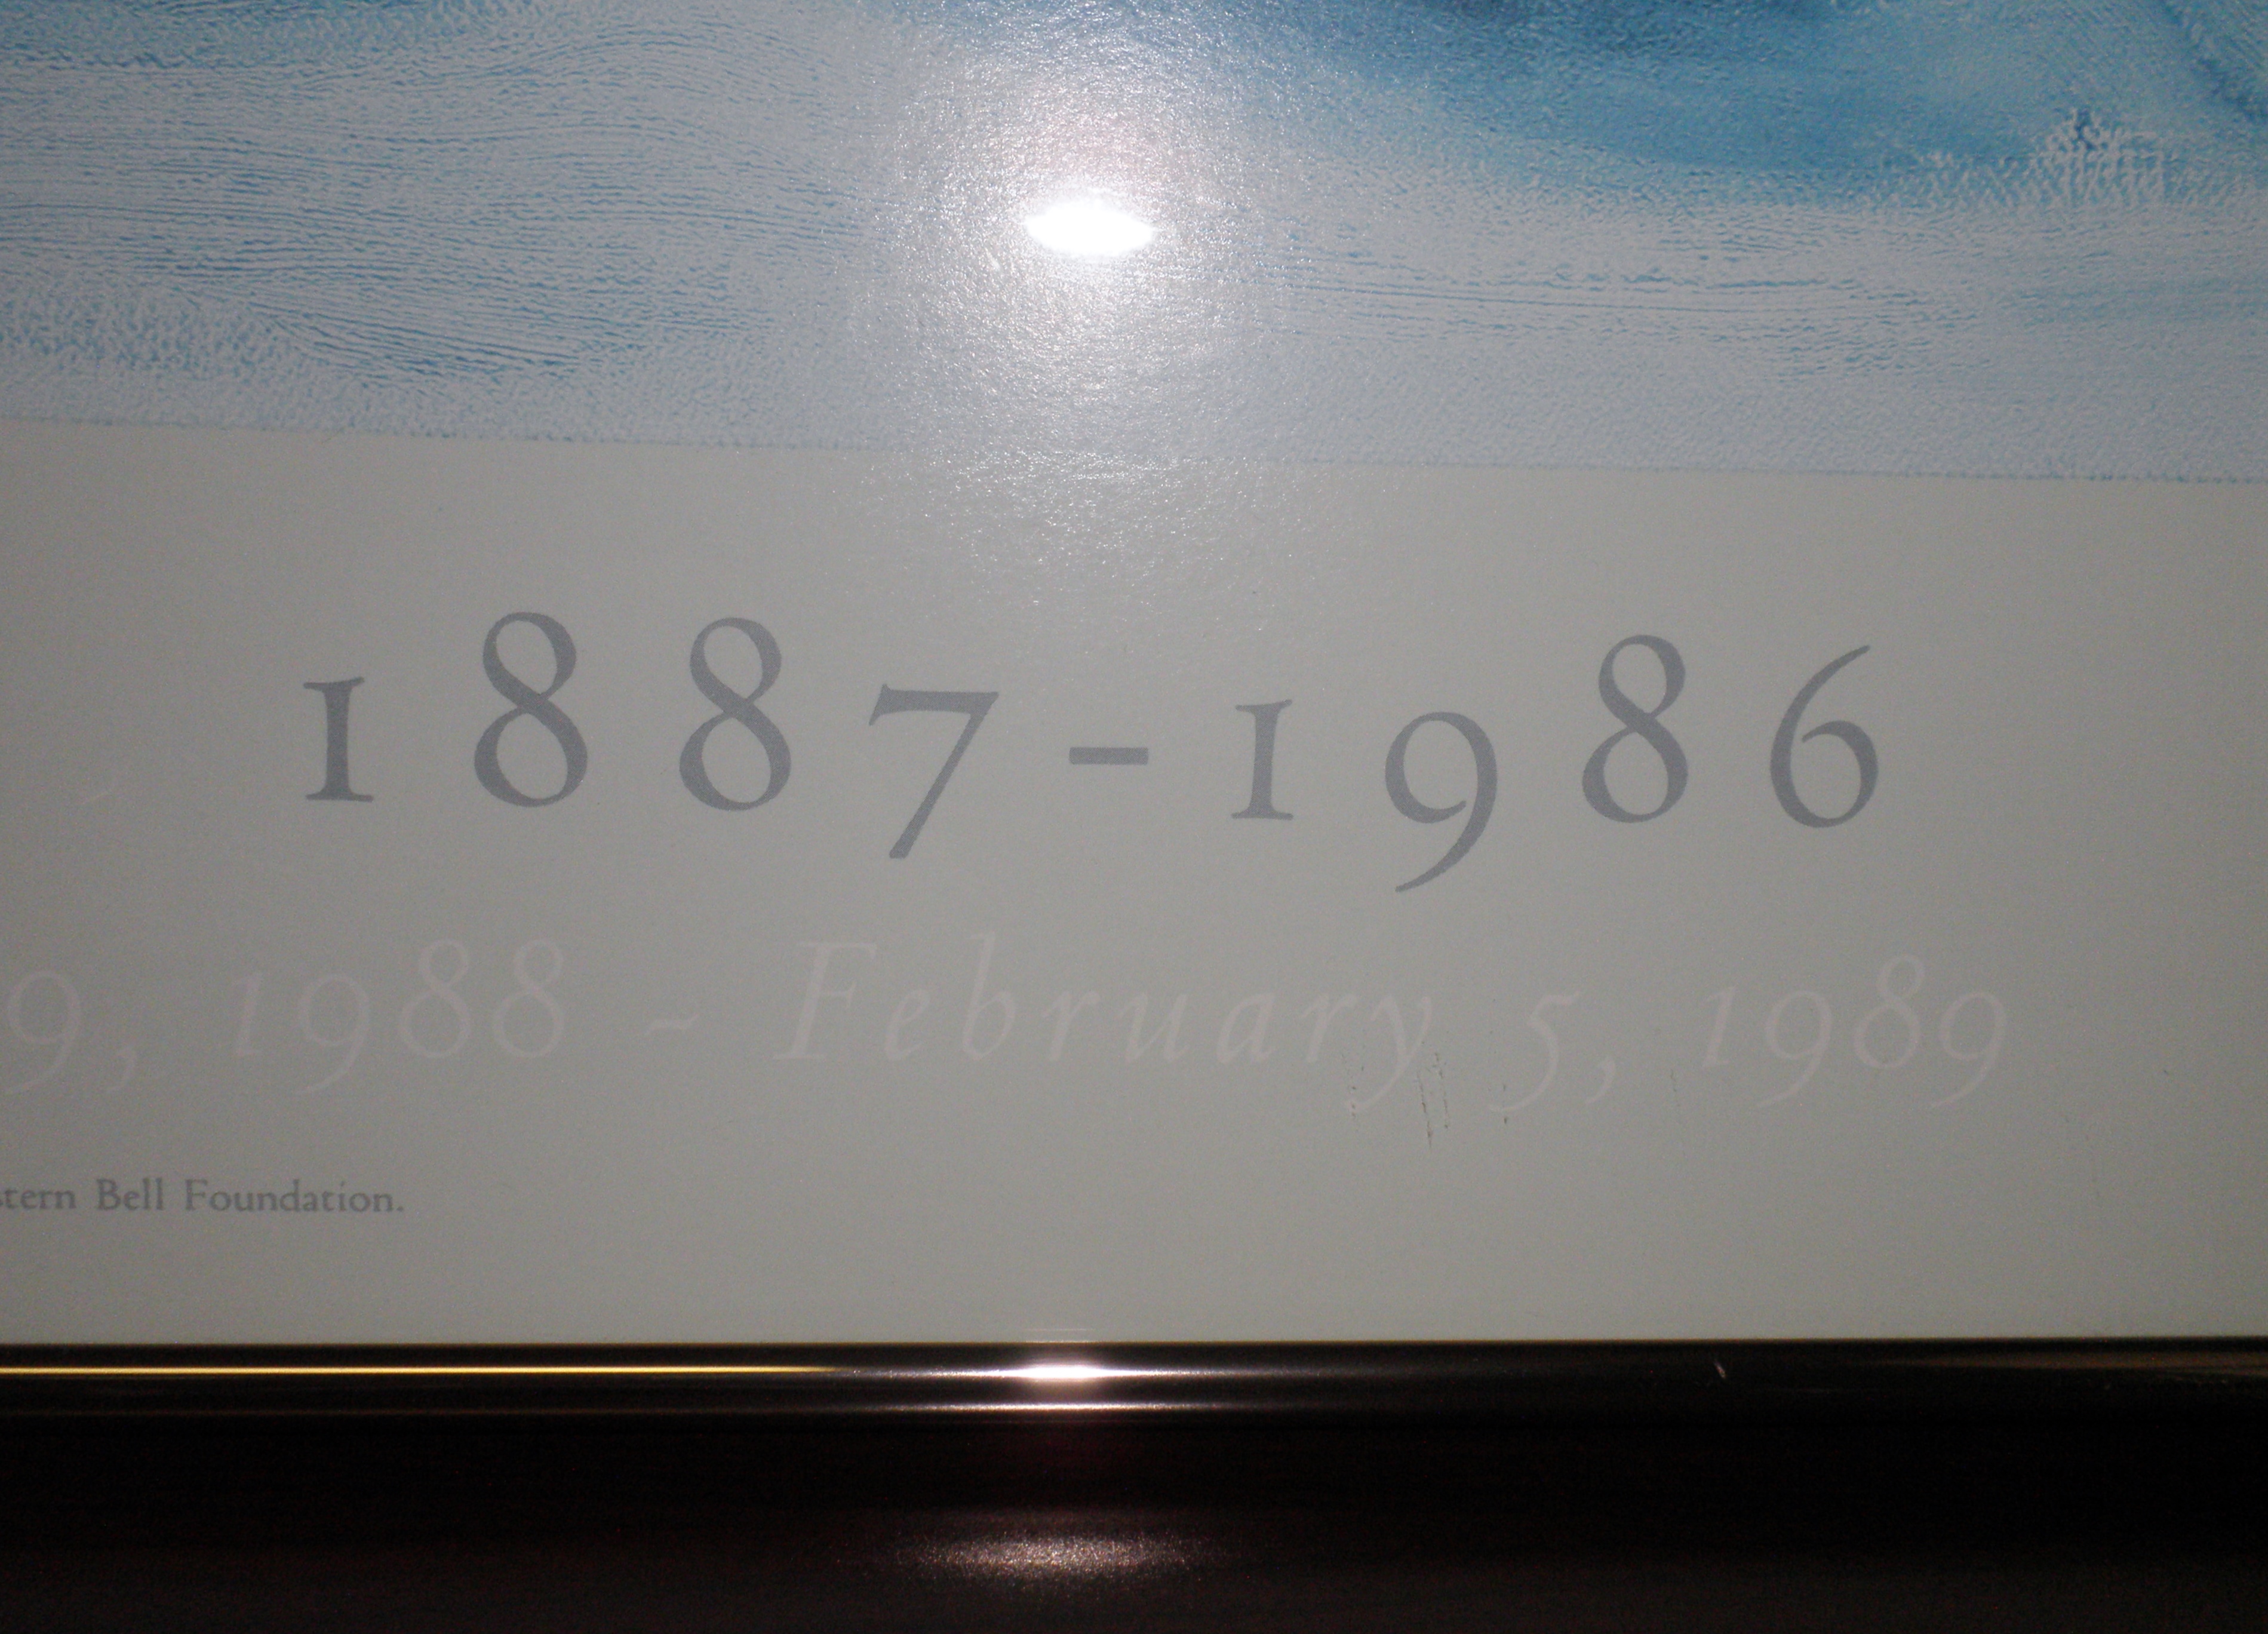 1887-1986
9, 1988 - February 5, 1989
stern Bell Foundation.